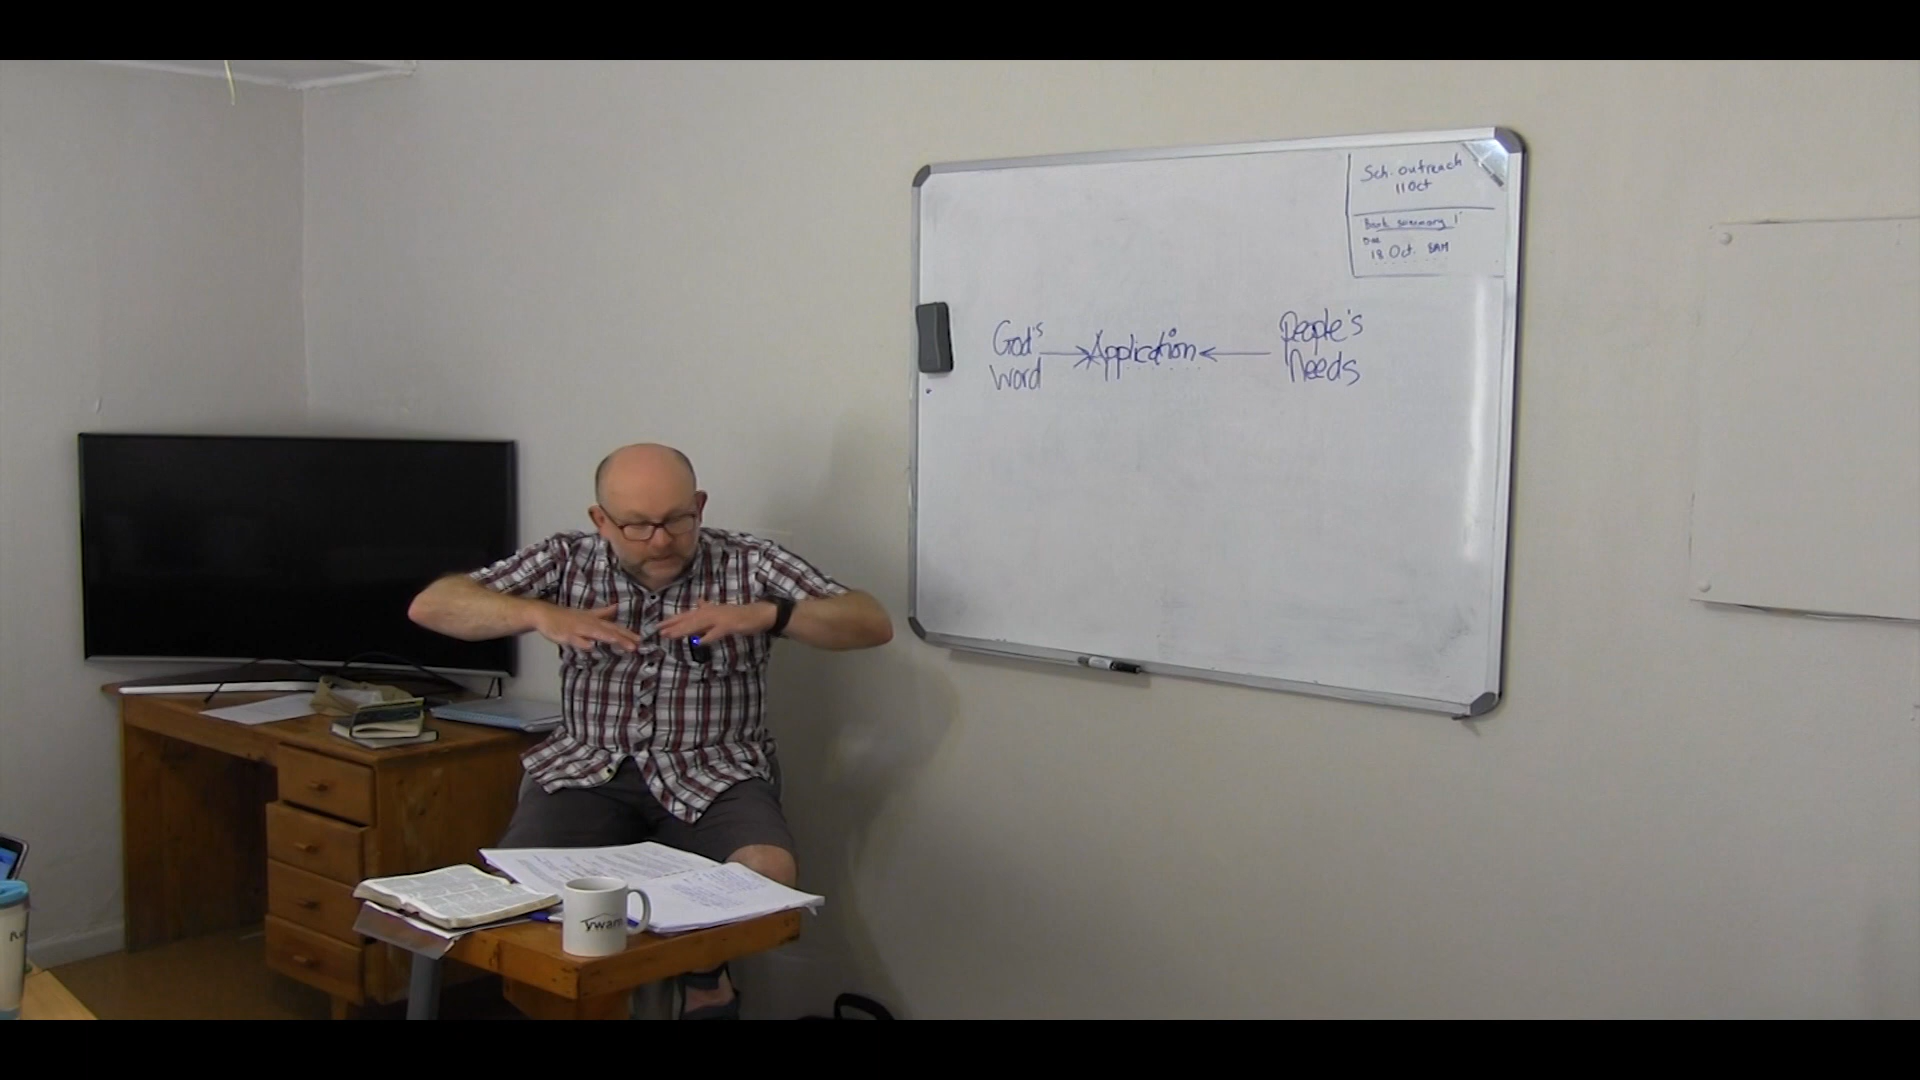 Sch. outreach
11 Oct
Book summary 1
Due
18 Oct. 8AM
God's
Word
Application
People's
Needs
ywam